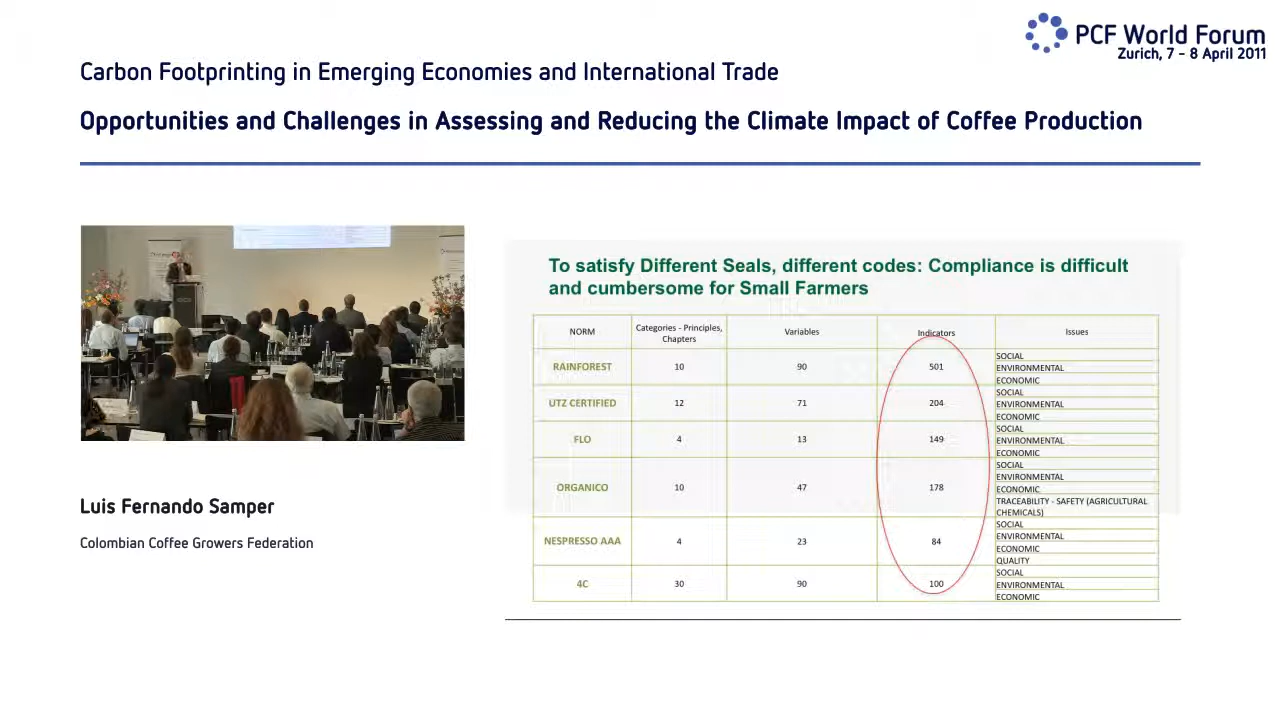 PCF World Forum
Zurich, 7 - 8 April 2011
Carbon Footprinting in Emerging Economies and International Trade
Opportunities and Challenges in Assessing and Reducing the Climate Impact of Coffee Production
To satisfy Different Seals, different codes: Compliance is difficult
and cumbersome for Small Farmers
NORM
Categories - Principles,
Chapters
Variables
Indicators
Issues
RAINFOREST
10
90
501
SOCIAL
ENVIRONMENTAL
ECONOMIC
UTZ CERTIFIED
12
71
204
SOCIAL
ENVIRONMENTAL
ECONOMIC
FLO
4
13
149
SOCIAL
ENVIRONMENTAL
ECONOMIC
ORGANICO
10
47
178
SOCIAL
ENVIRONMENTAL
ECONOMIC
TRACEABILITY - SAFETY (AGRICULTURAL
CHEMICALS)
NESPRESSO AAA
4
23
84
SOCIAL
ENVIRONMENTAL
ECONOMIC
QUALITY
4C
30
90
100
SOCIAL
ENVIRONMENTAL
ECONOMIC
Luis Fernando Samper
Colombian Coffee Growers Federation